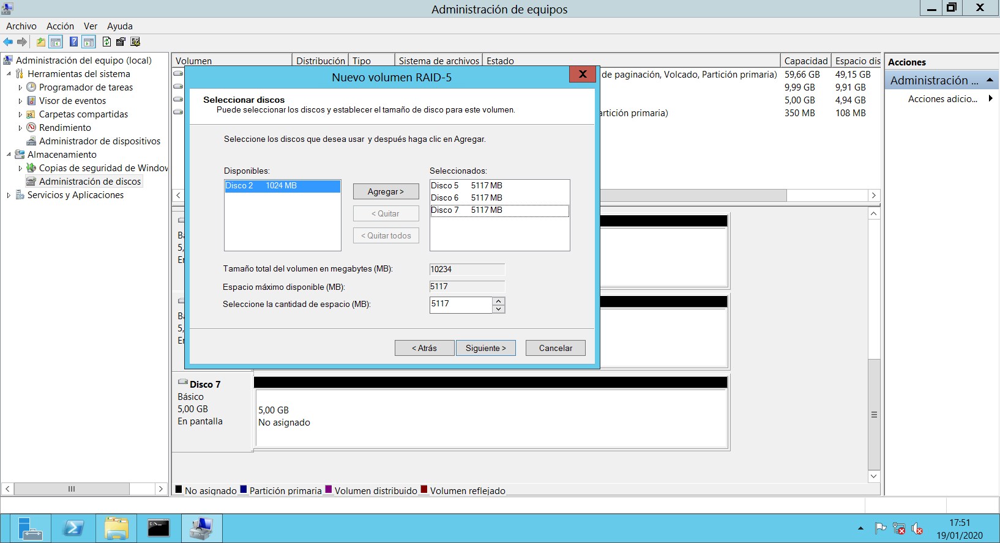 Administración de equipos
Archivo Acción Ver Ayuda
Administración del equipo (local)
Herramientas del sistema
Programador de tareas
Visor de eventos
Carpetas compartidas
Rendimiento
Administrador de dispositivos
Almacenamiento
Copias de seguridad de Window
Administración de discos
Servicios y Aplicaciones
Volumen Distribución Tipo Sistema de archivos Estado Capacidad Espacio dis
de paginación, Volcado, Partición primaria) 59,66 GB 49,15 GB
9,99 GB 9,91 GB
5,00 GB 4,94 GB
artición primaria) 350 MB 108 MB
Nuevo volumen RAID-5
Seleccionar discos
Puede seleccionar los discos y establecer el tamaño de disco para este volumen.
Seleccione los discos que desea usar y después haga clic en Agregar.
Disponibles:
Disco 2 1024 MB
Agregar >
< Quitar
< Quitar todos
Seleccionados:
Disco 5 5117 MB
Disco 6 5117 MB
Disco 7 5117 MB
Tamaño total del volumen en megabytes (MB): 10234
Espacio máximo disponible (MB): 5117
Seleccione la cantidad de espacio (MB): 5117
< Atrás Siguiente > Cancelar
Bá
5,
En
Bá
5,
En
Disco 7
Básico
5,00 GB
En pantalla
5,00 GB
No asignado
No asignado Partición primaria Volumen distribuido Volumen reflejado
Acciones
Administración ...
Acciones adicio...
17:51
19/01/2020